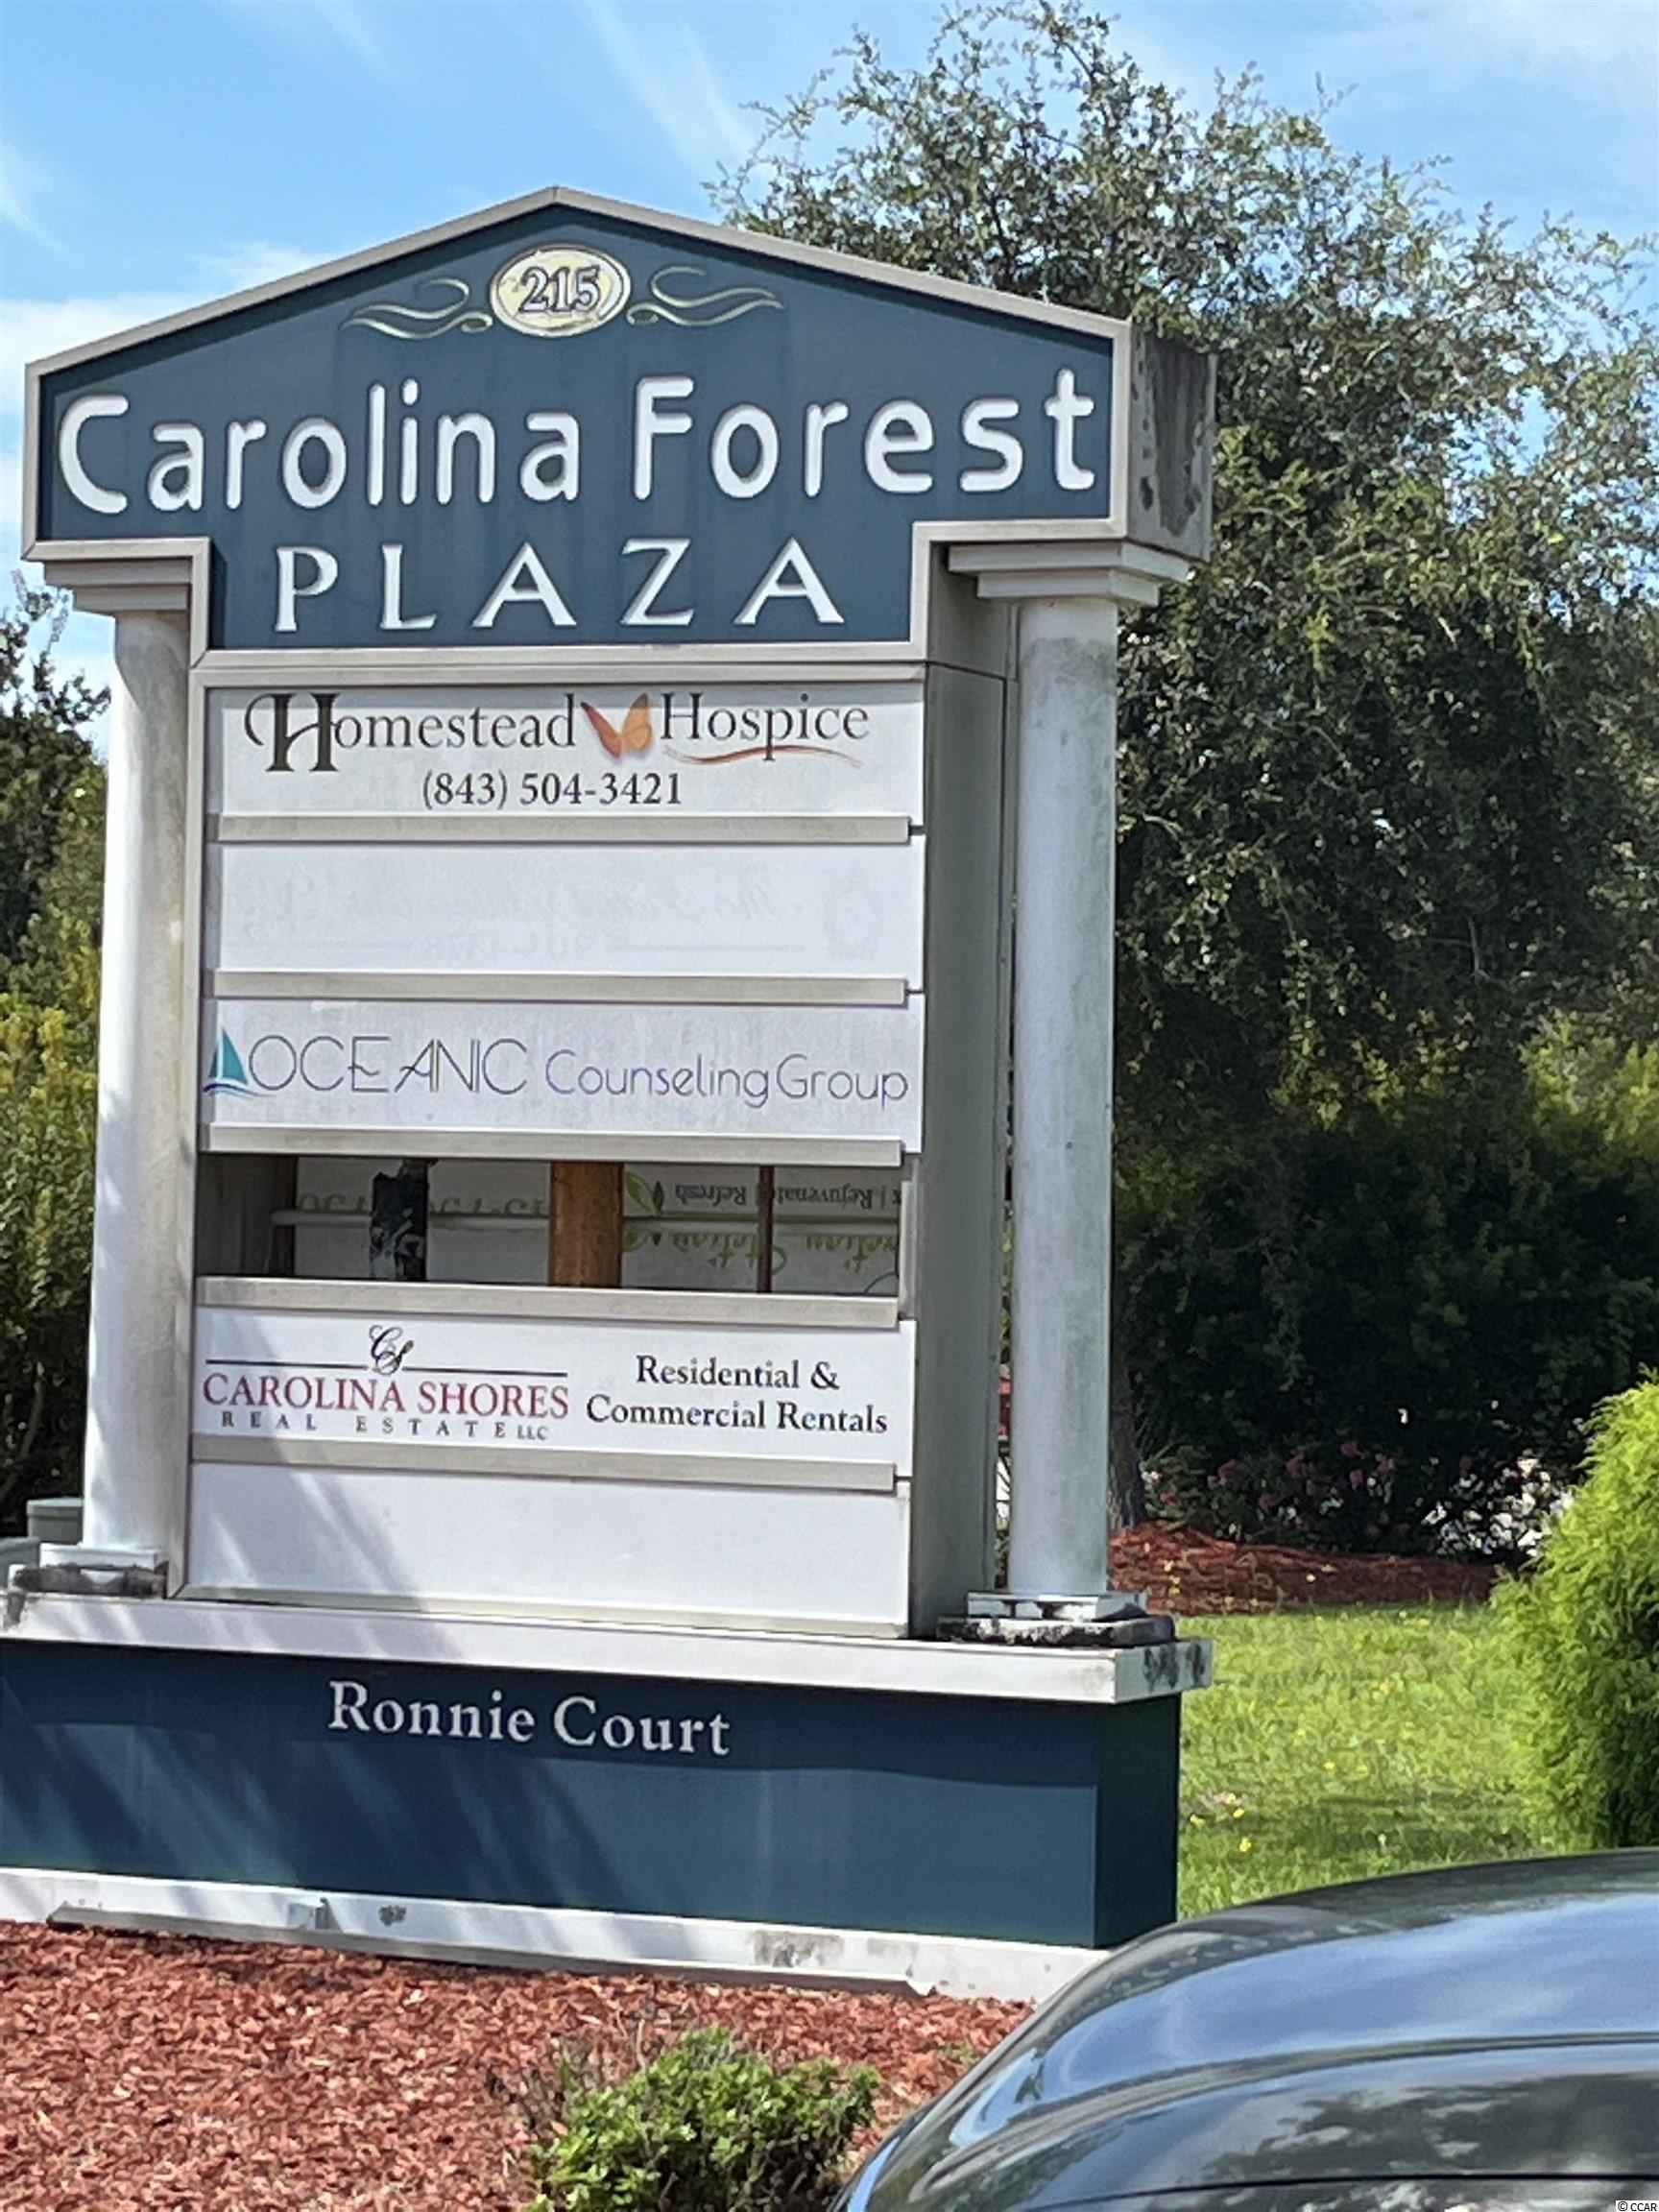 215
Carolina Forest
PLAZA
Homestead Hospice
(843) 504-3421
OCEANIC Counseling Group
Refresh
CS
CAROLINA SHORES
REAL ESTATE LLC
Residential &
Commercial Rentals
Ronnie Court
© CCAR